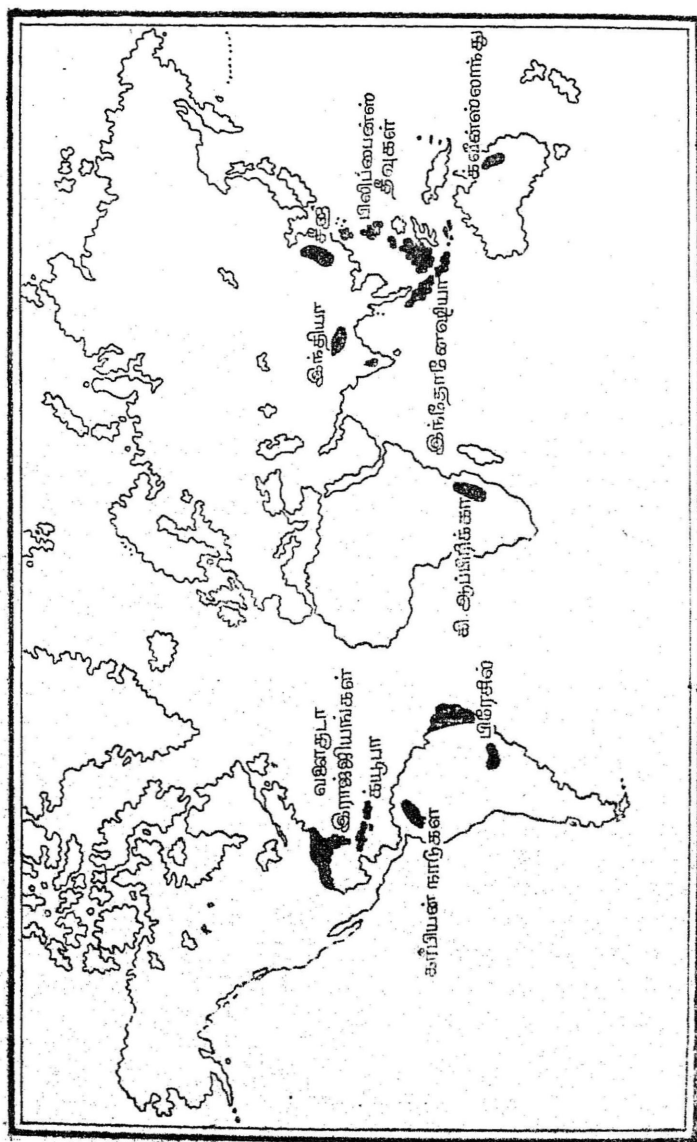 வளைகுடா
இராஜ்ஜியங்கள்
கியூபா
கரீபியன் நாடுகள்
பிரேசில்
கி.ஆப்பிரிக்கா
இந்தியா
சீனா
பிலிப்பைன்ஸ்
தீவுகள்
இந்தோனேஷியா
குவீன்ஸ்லாந்து